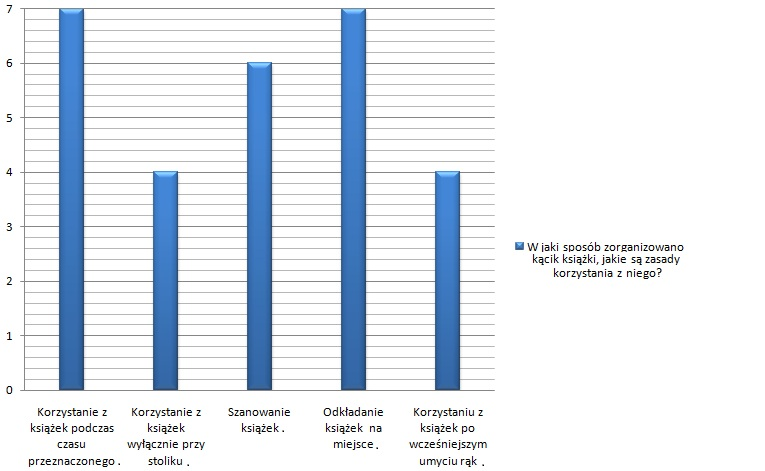 7
6
5
4
3
2
1
0
Korzystanie z
książek podczas
czasu
przeznaczonego .
Korzystanie z
książek
wyłącznie przy
stoliku .
Szanowanie
książek .
Odkładanie
książek na
miejsce .
Korzystaniu z
książek po
wcześniejszym
umyciu rąk .
W jaki sposób zorganizowano
kącik książki, jakie są zasady
korzystania z niego?